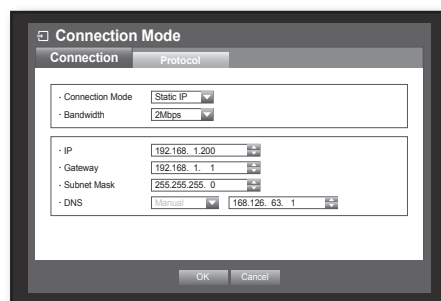 Connection Mode
Connection Protocol
· Connection Mode Static IP
· Bandwidth 2Mbps
· IP 192.168. 1.200
· Gateway 192.168. 1. 1
· Subnet Mask 255.255.255. 0
· DNS Manual 168.126. 63. 1
OK Cancel